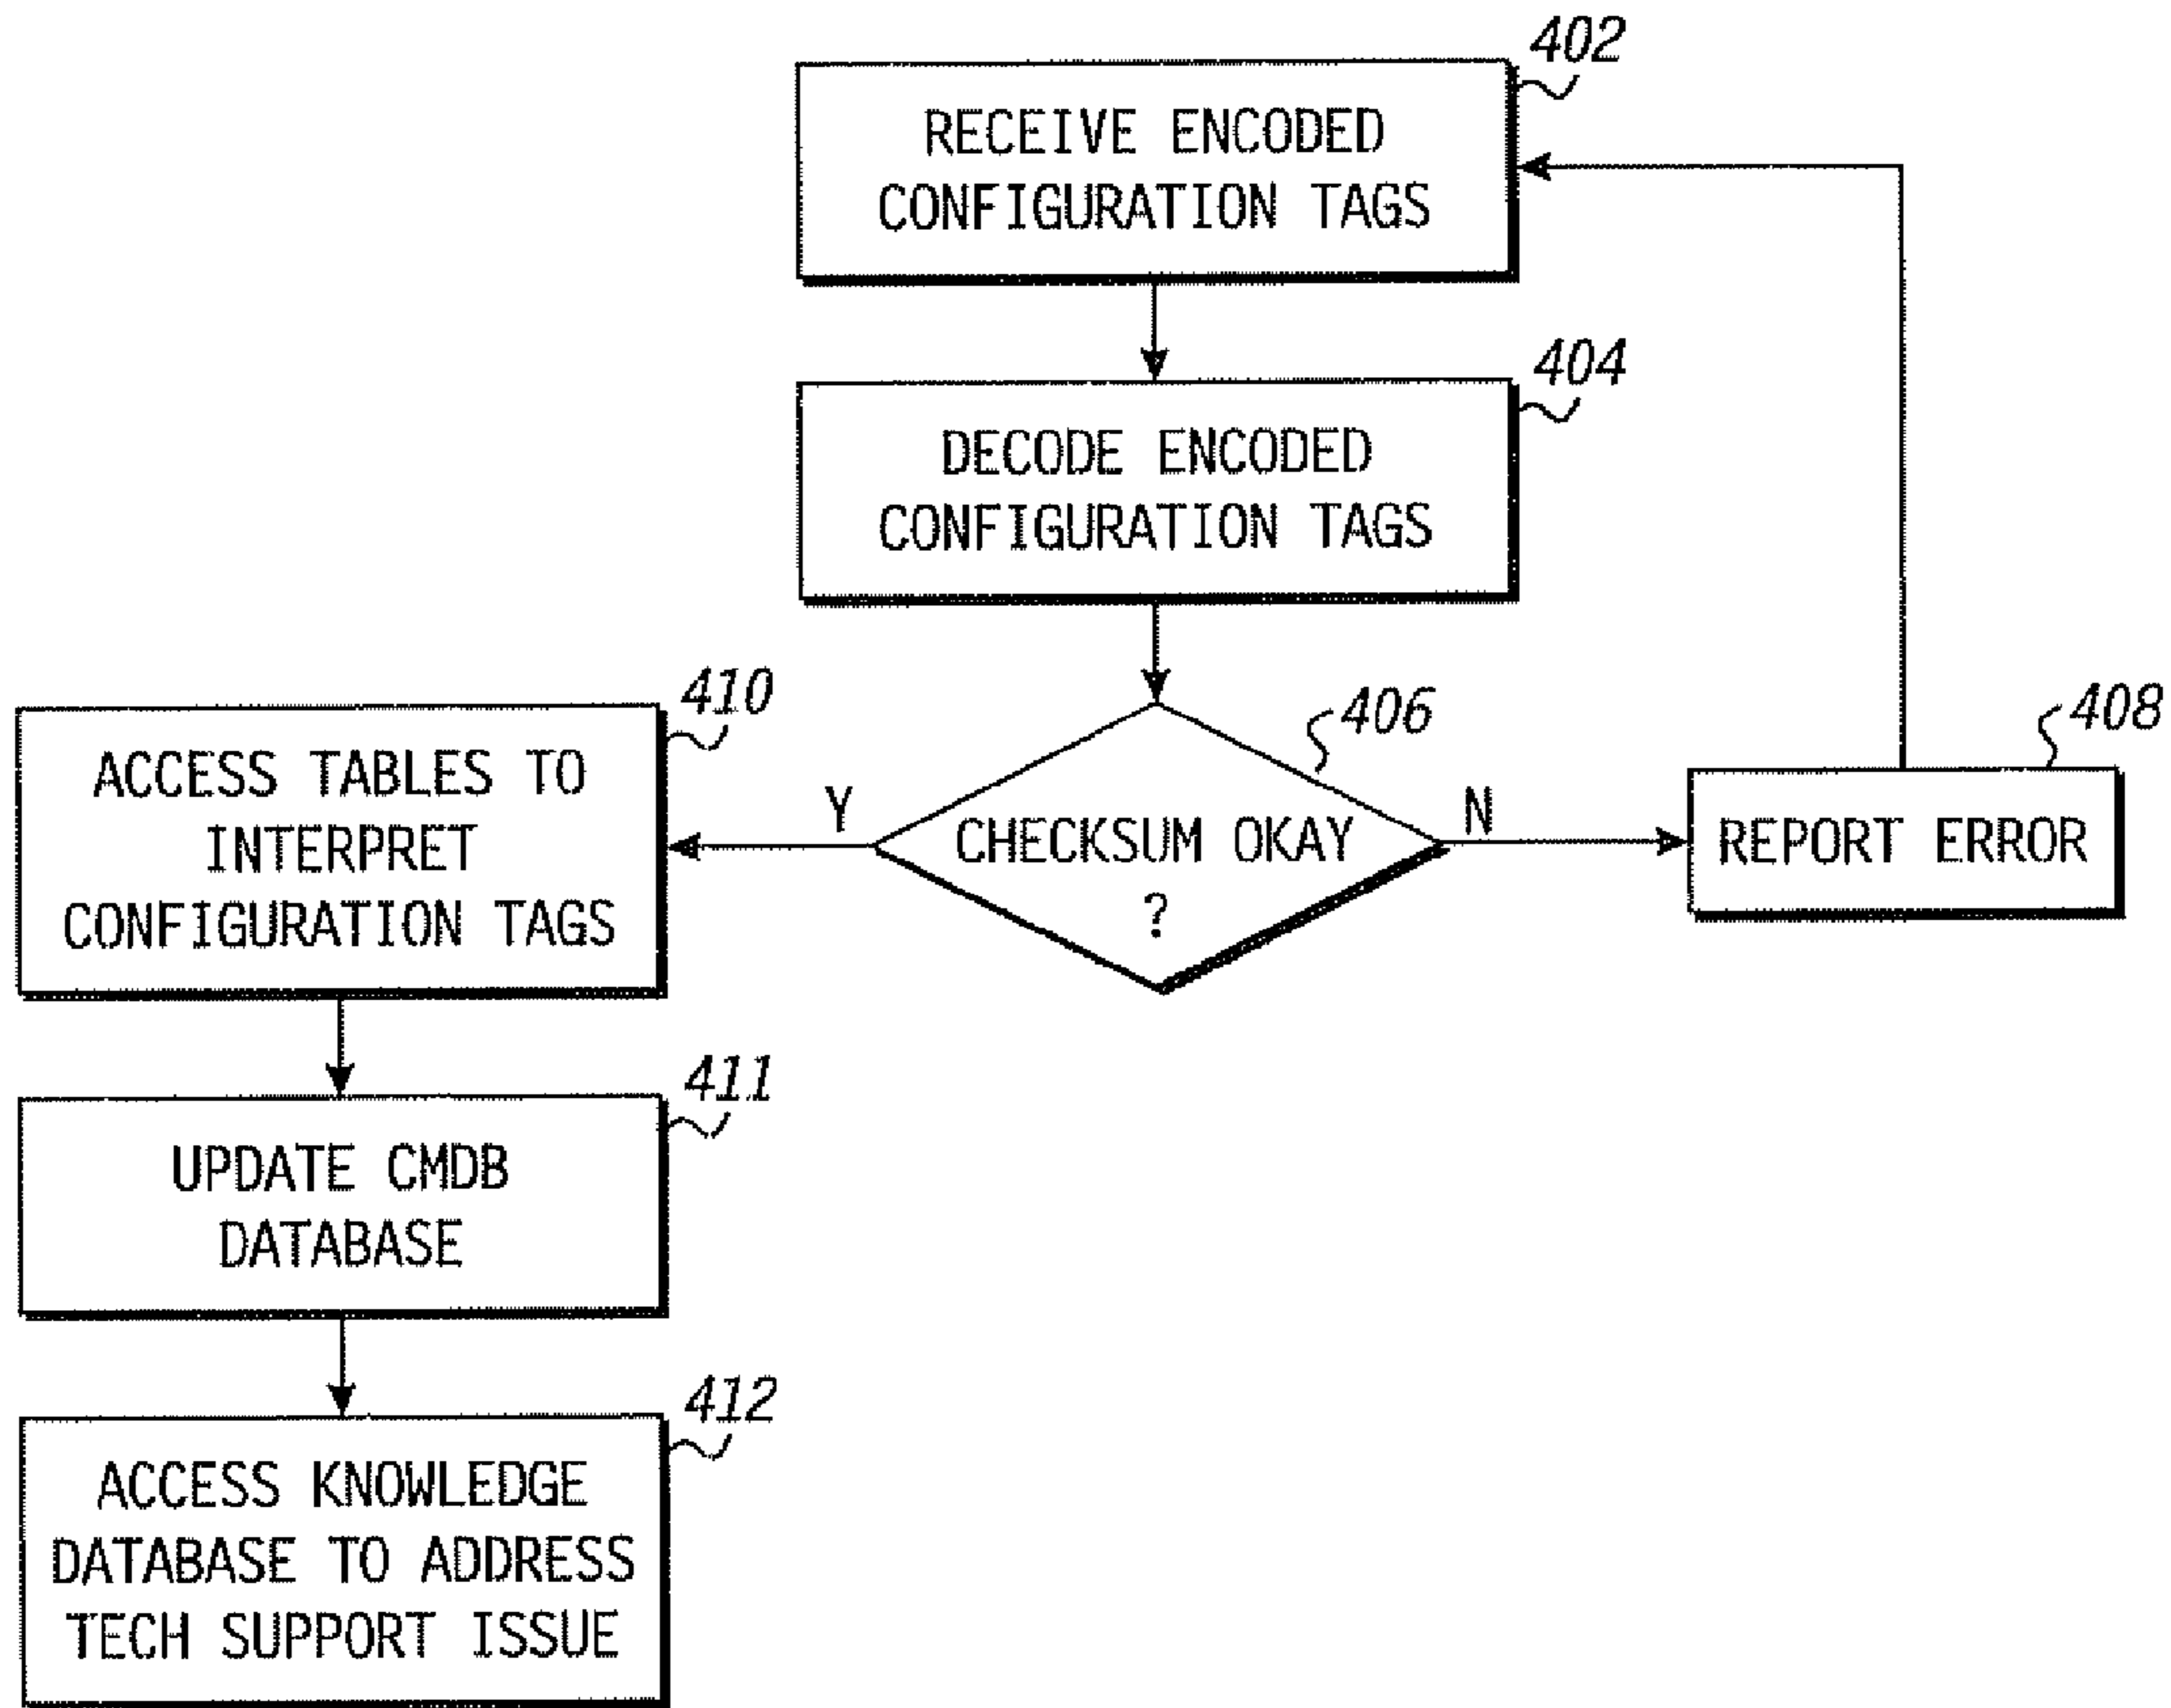 402
RECEIVE ENCODED
CONFIGURATION TAGS
404
DECODE ENCODED
CONFIGURATION TAGS
406
CHECKSUM OKAY
?
Y
N
408
REPORT ERROR
410
ACCESS TABLES TO
INTERPRET
CONFIGURATION TAGS
411
UPDATE CMDB
DATABASE
412
ACCESS KNOWLEDGE
DATABASE TO ADDRESS
TECH SUPPORT ISSUE